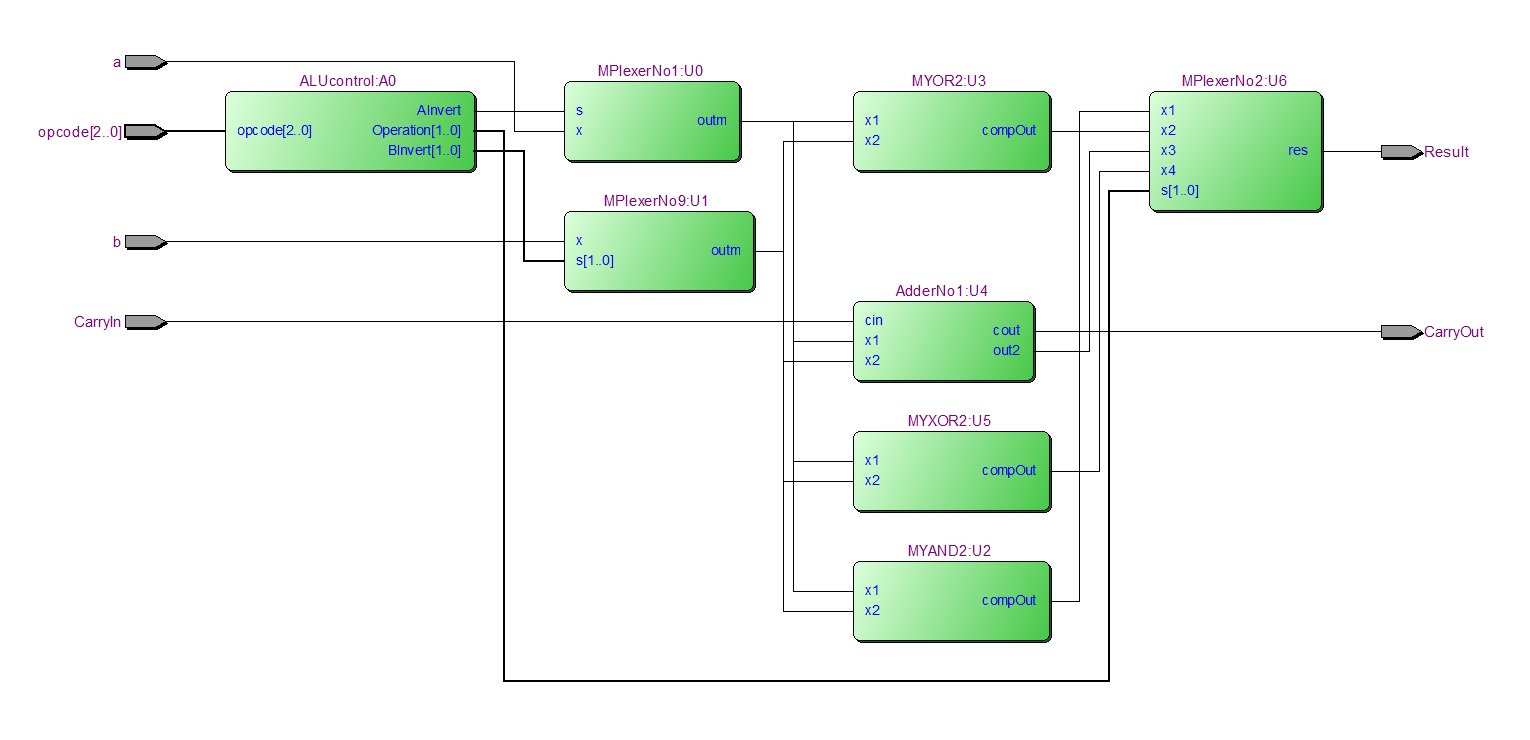 a
opcode[2..0]
b
CarryIn
ALUcontrol:A0
opcode[2..0]
AInvert
Operation[1..0]
BInvert[1..0]
MPlexerNo1:U0
s
x
outm
MPlexerNo9:U1
x
s[1..0]
outm
MYOR2:U3
x1
x2
compOut
AdderNo1:U4
cin
x1
x2
cout
out2
MYXOR2:U5
x1
x2
compOut
MYAND2:U2
x1
x2
compOut
MPlexerNo2:U6
x1
x2
x3
x4
s[1..0]
res
Result
CarryOut